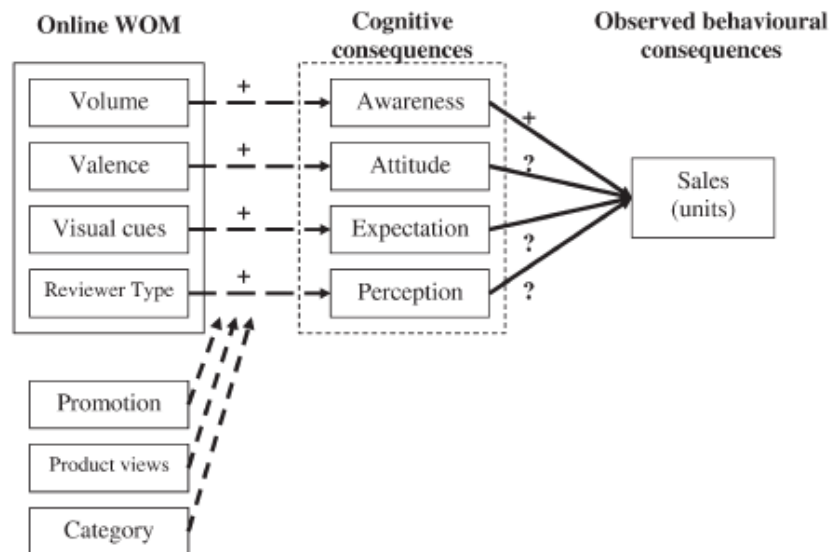 Online WOM
Cognitive
consequences
Observed behavioural
consequences
Volume
+
Awareness
+
Valence
+
Attitude
?
Sales
(units)
Visual cues
+
Expectation
?
Reviewer Type
+
Perception
?
Promotion
Product views
Category